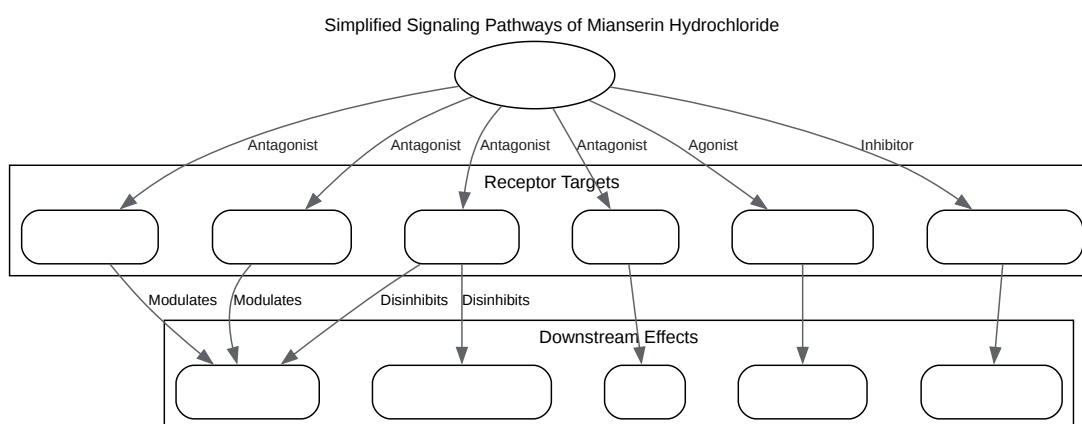 Simplified Signaling Pathways of Mianserin Hydrochloride
Antagonist
Antagonist
Antagonist
Antagonist
Agonist
Inhibitor
Receptor Targets
Modulates
Modulates
Disinhibits
Disinhibits
Downstream Effects